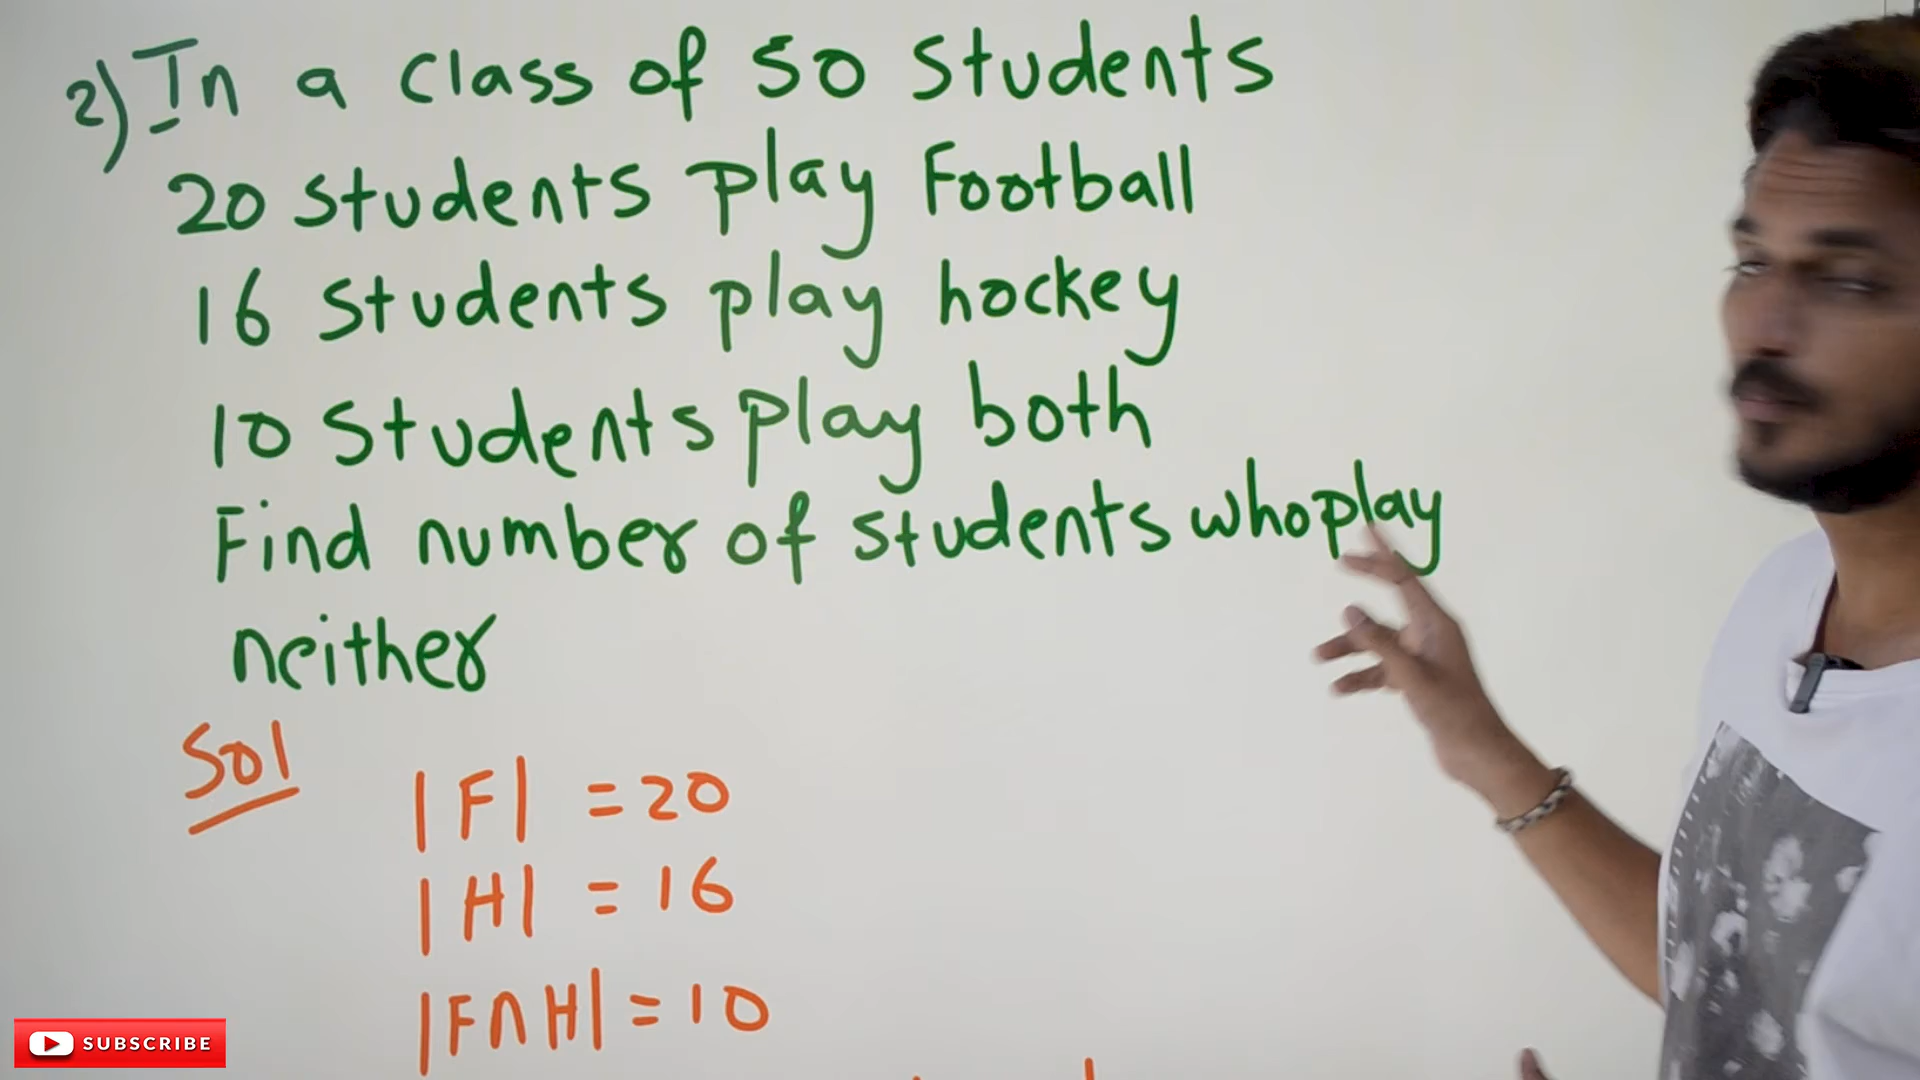 2) In a class of 50 students
20 students play Football
16 students play hockey
10 students play both
Find number of students who play
neither
Sol
|F| = 20
|H| = 16
|F∩H| = 10
SUBSCRIBE